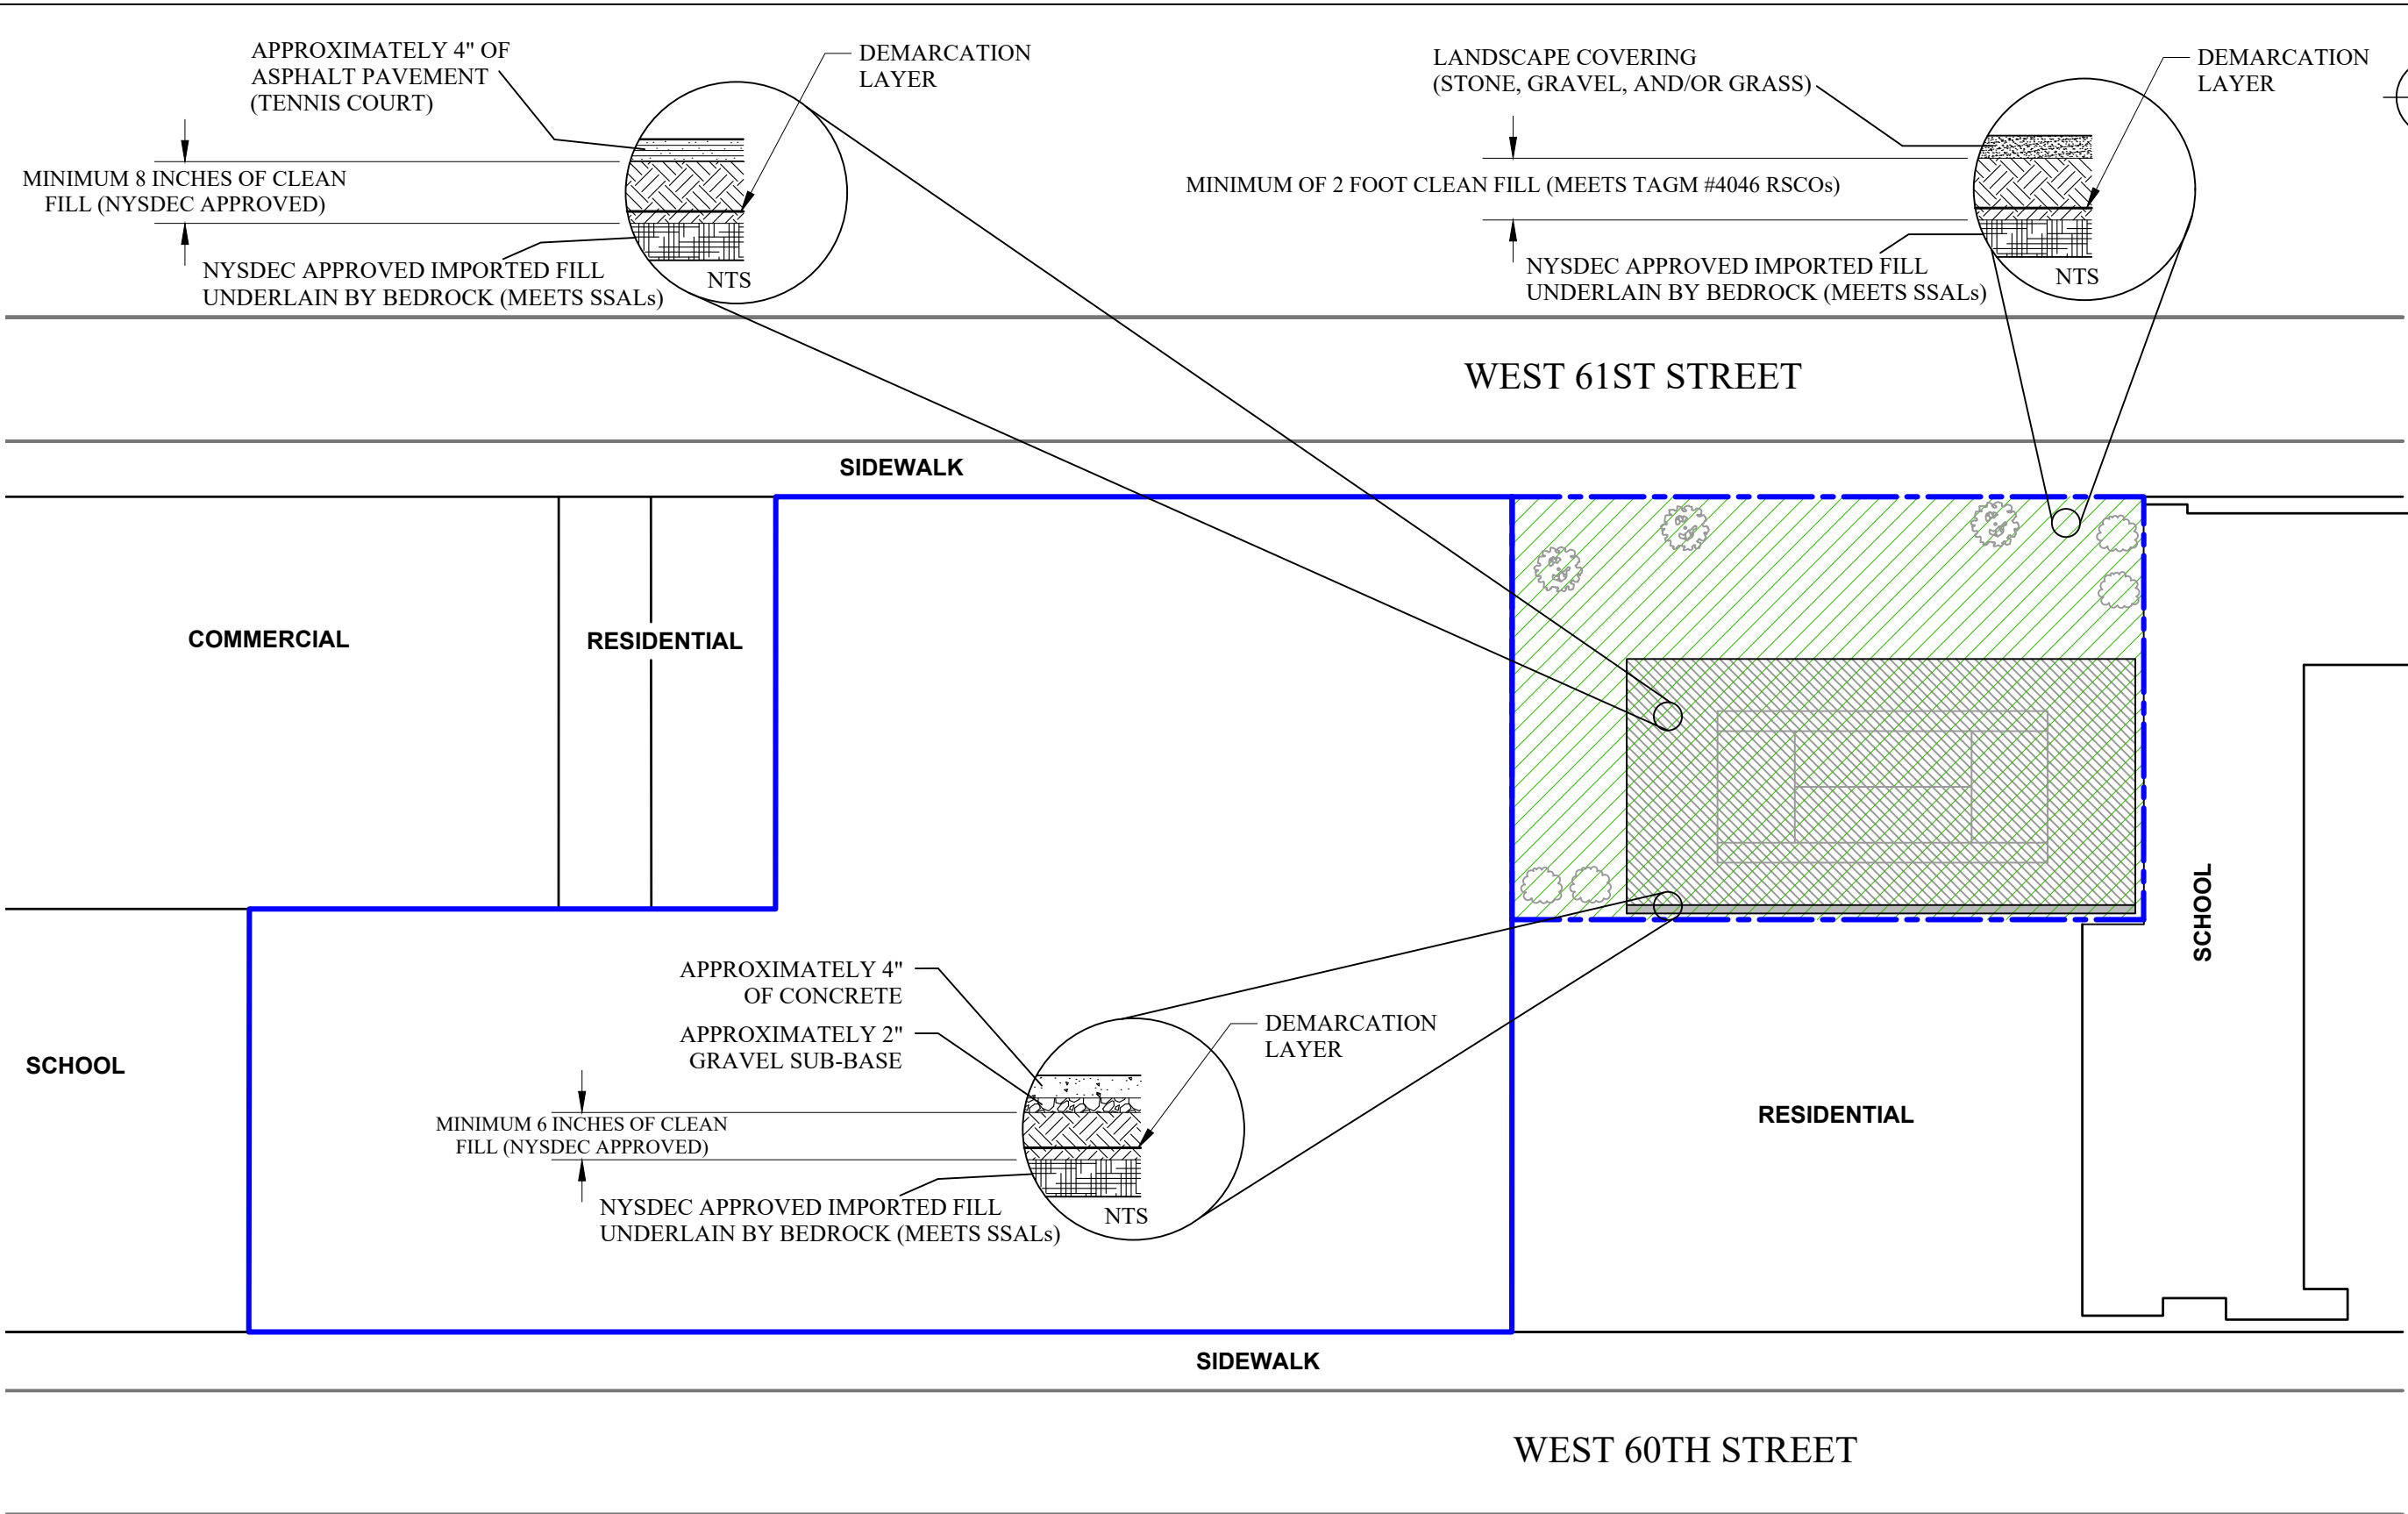 APPROXIMATELY 4" OF
ASPHALT PAVEMENT
(TENNIS COURT)
DEMARCATION
LAYER
MINIMUM 8 INCHES OF CLEAN
FILL (NYSDEC APPROVED)
NYSDEC APPROVED IMPORTED FILL
UNDERLAIN BY BEDROCK (MEETS SSALs)
NTS
LANDSCAPE COVERING
(STONE, GRAVEL, AND/OR GRASS)
DEMARCATION
LAYER
MINIMUM OF 2 FOOT CLEAN FILL (MEETS TAGM #4046 RSCOs)
NYSDEC APPROVED IMPORTED FILL
UNDERLAIN BY BEDROCK (MEETS SSALs)
NTS
WEST 61ST STREET
SIDEWALK
COMMERCIAL
RESIDENTIAL
SCHOOL
SCHOOL
APPROXIMATELY 4"
OF CONCRETE
APPROXIMATELY 2"
GRAVEL SUB-BASE
DEMARCATION
LAYER
MINIMUM 6 INCHES OF CLEAN
FILL (NYSDEC APPROVED)
NYSDEC APPROVED IMPORTED FILL
UNDERLAIN BY BEDROCK (MEETS SSALs)
NTS
RESIDENTIAL
SIDEWALK
WEST 60TH STREET